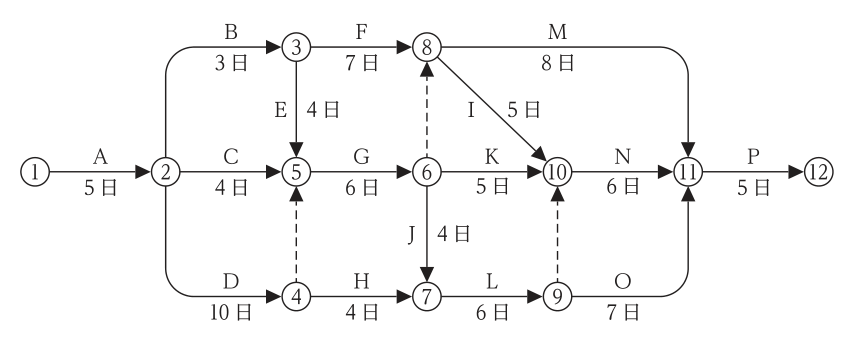 B
3日
③
F
7日
⑧
M
8日
E 4日
I 5日
①
A
5日
②
C
4日
⑤
G
6日
⑥
K
5日
⑩
N
6日
⑪
P
5日
⑫
J 4日
D
10日
④
H
4日
⑦
L
6日
⑨
O
7日